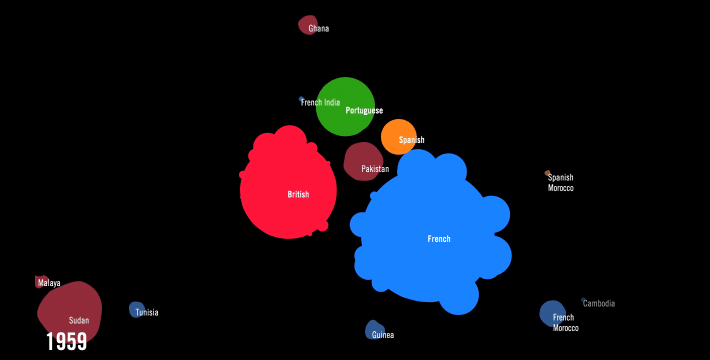 Ghana
French India
Portuguese
Spanish
Pakistan
Spanish
Morocco
British
French
Malaya
Sudan
Tunisia
Cambodia
French
Morocco
Guinea
1959